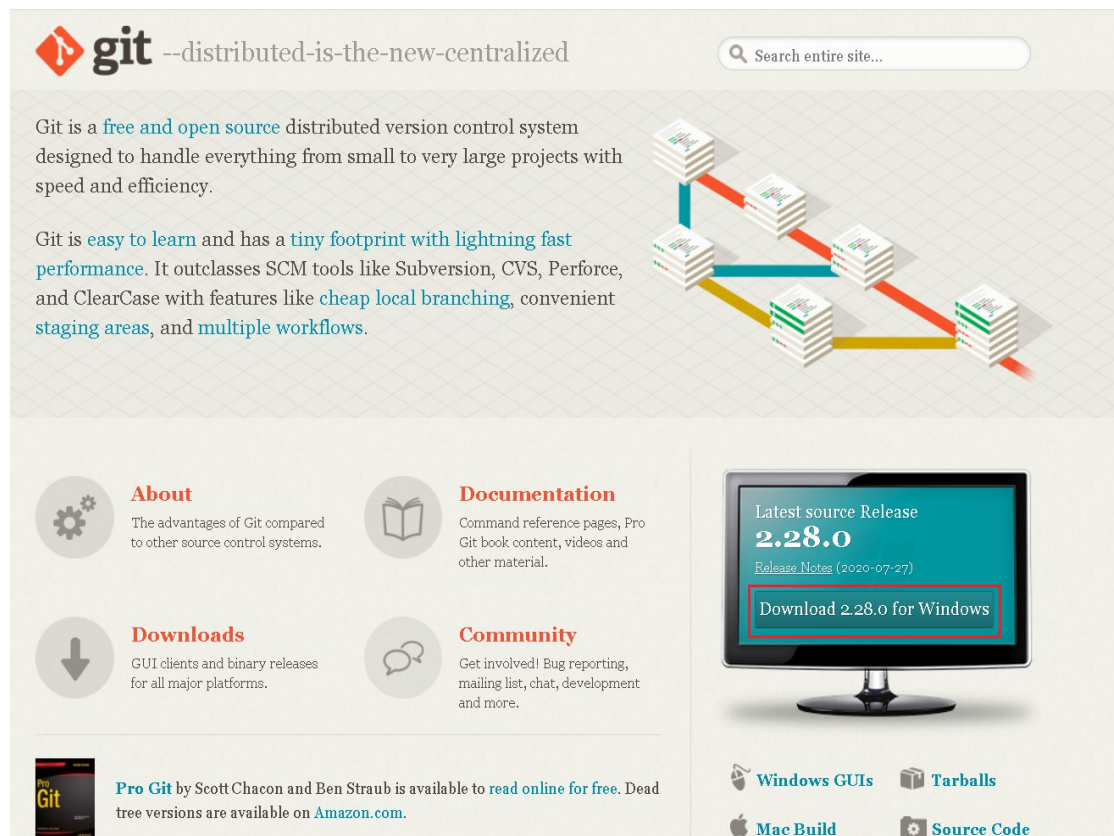 git --distributed-is-the-new-centralized
Search entire site...
Git is a free and open source distributed version control system
designed to handle everything from small to very large projects with
speed and efficiency.
Git is easy to learn and has a tiny footprint with lightning fast
performance. It outclasses SCM tools like Subversion, CVS, Perforce,
and ClearCase with features like cheap local branching, convenient
staging areas, and multiple workflows.
About
The advantages of Git compared
to other source control systems.
Documentation
Command reference pages, Pro
Git book content, videos and
other material.
Downloads
GUI clients and binary releases
for all major platforms.
Community
Get involved! Bug reporting,
mailing list, chat, development
and more.
Latest source Release
2.28.0
Release Notes (2020-07-27)
Download 2.28.0 for Windows
Pro
Git
Pro Git by Scott Chacon and Ben Straub is available to read online for free. Dead
tree versions are available on Amazon.com.
Windows GUIs
Tarballs
Mac Build
Source Code